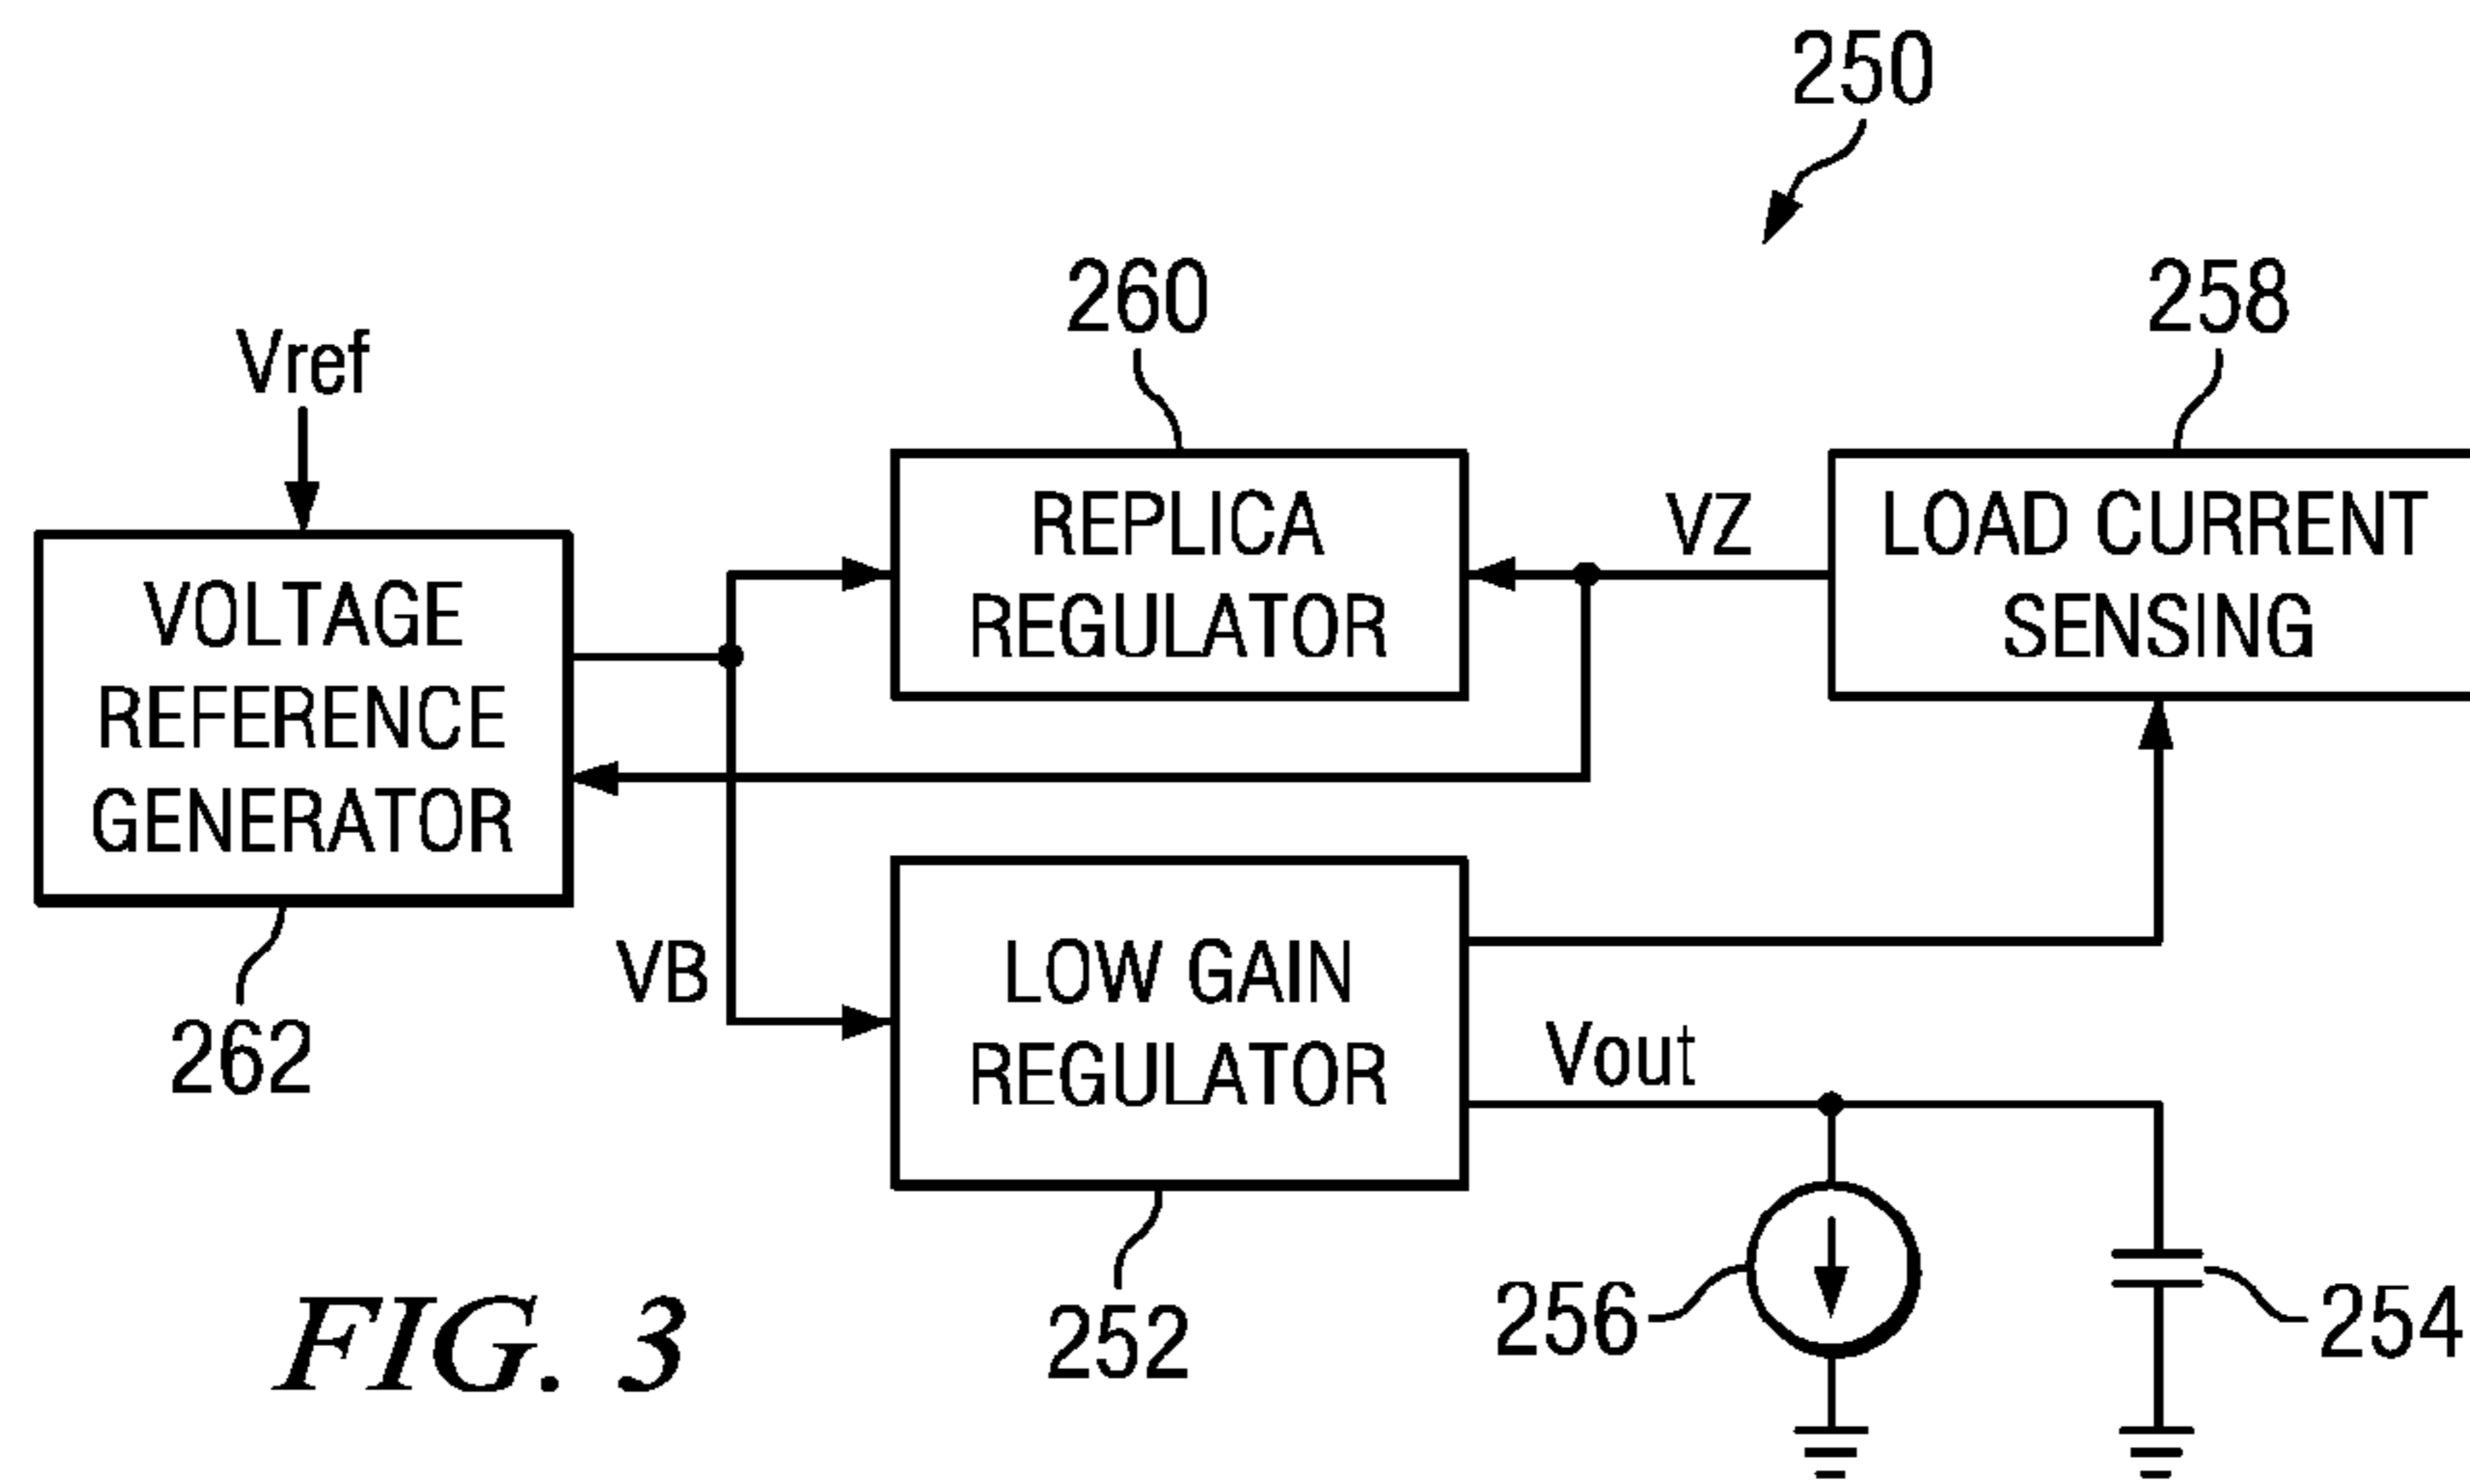 250
260
258
Vref
REPLICA
REGULATOR
VZ
LOAD CURRENT
SENSING
VOLTAGE
REFERENCE
GENERATOR
VB
LOW GAIN
REGULATOR
Vout
262
252
256
254
FIG. 3